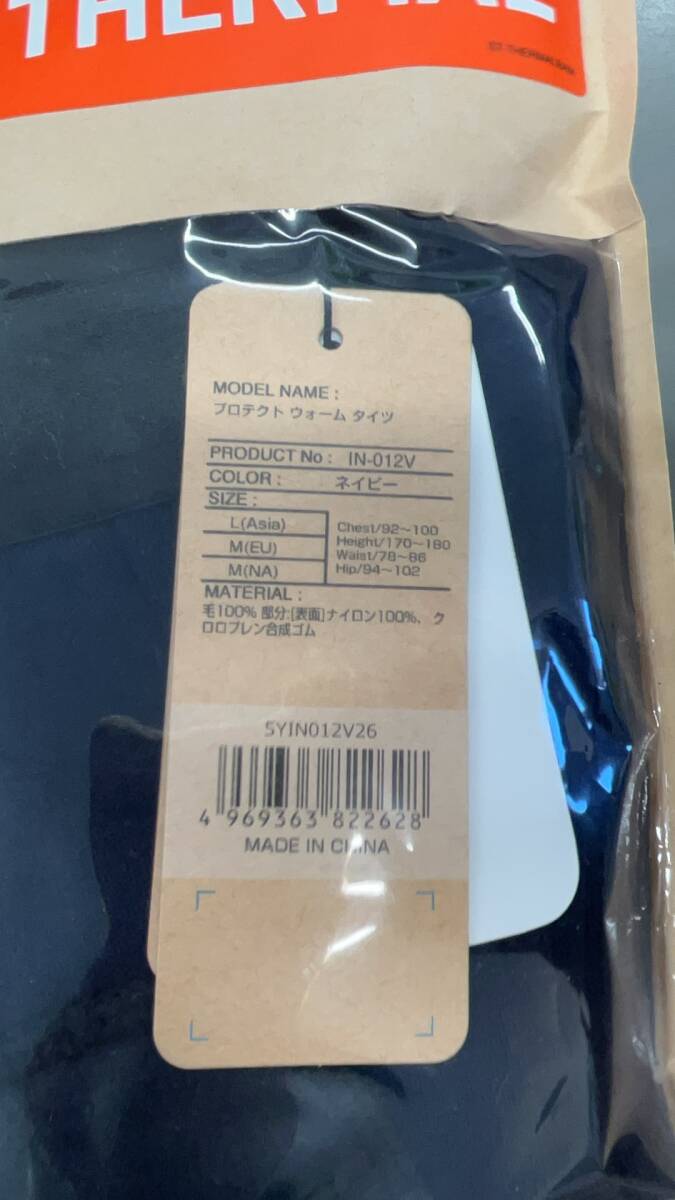 THERMAL
MODEL NAME :
プロテクト ウォーム タイツ
PRODUCT No : IN-012V
COLOR : ネイビー
SIZE :
L(Asia)
M(EU)
M(NA)
Chest/92～100
Height/170～180
Waist/78～86
Hip/94～102
MATERIAL :
毛100% 部分:[表面]ナイロン100%、ク
ロロプレン合成ゴム
5YIN012V26
4 969363 822628
MADE IN CHINA